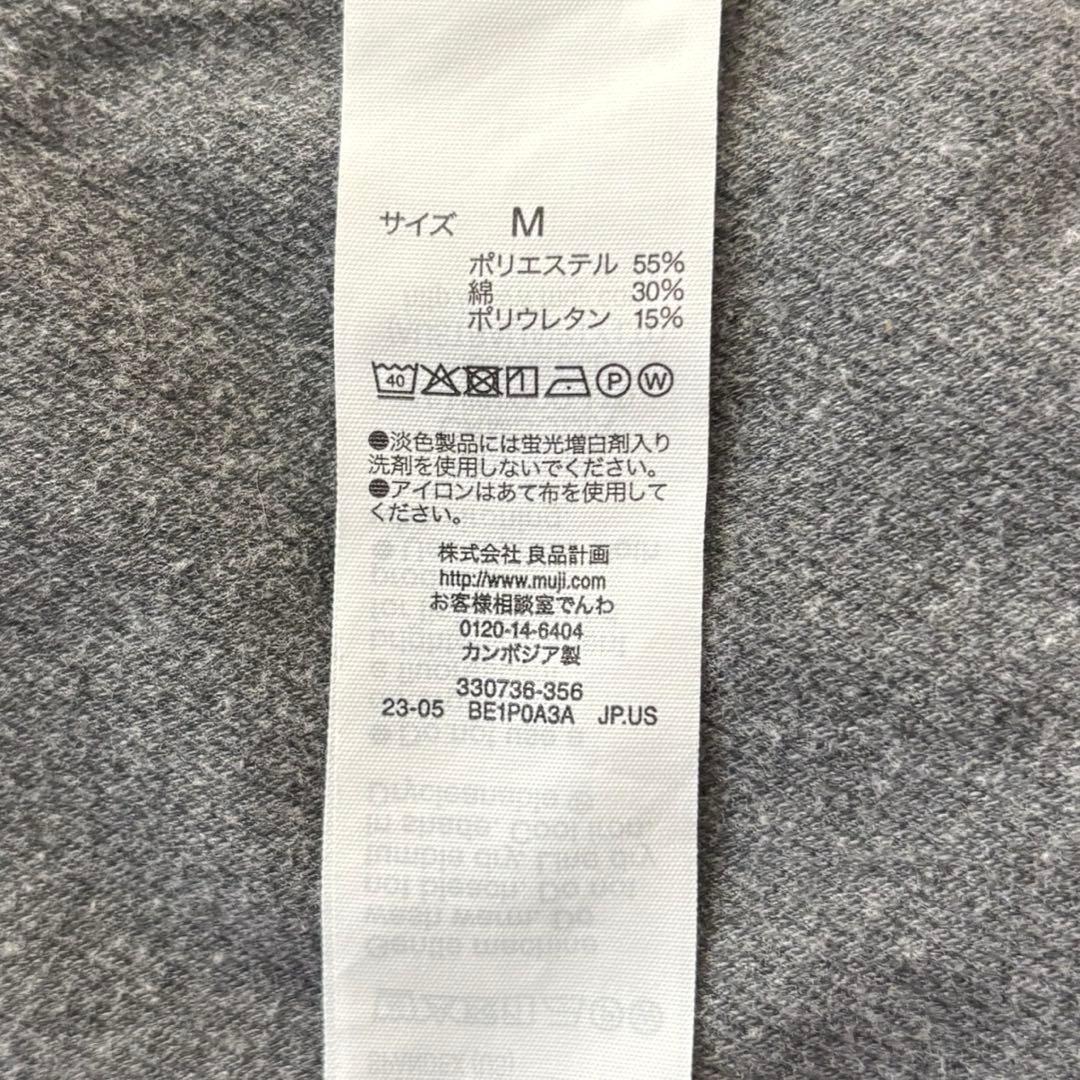 サイズ M
ポリエステル 55%
綿 30%
ポリウレタン 15%
40 P W
●淡色製品には蛍光増白剤入り
洗剤を使用しないでください。
●アイロンはあて布を使用して
ください。
株式会社 良品計画
http://www.muji.com
お客様相談室でんわ
0120-14-6404
カンボジア製
330736-356
23-05 BE1P0A3A JP.US